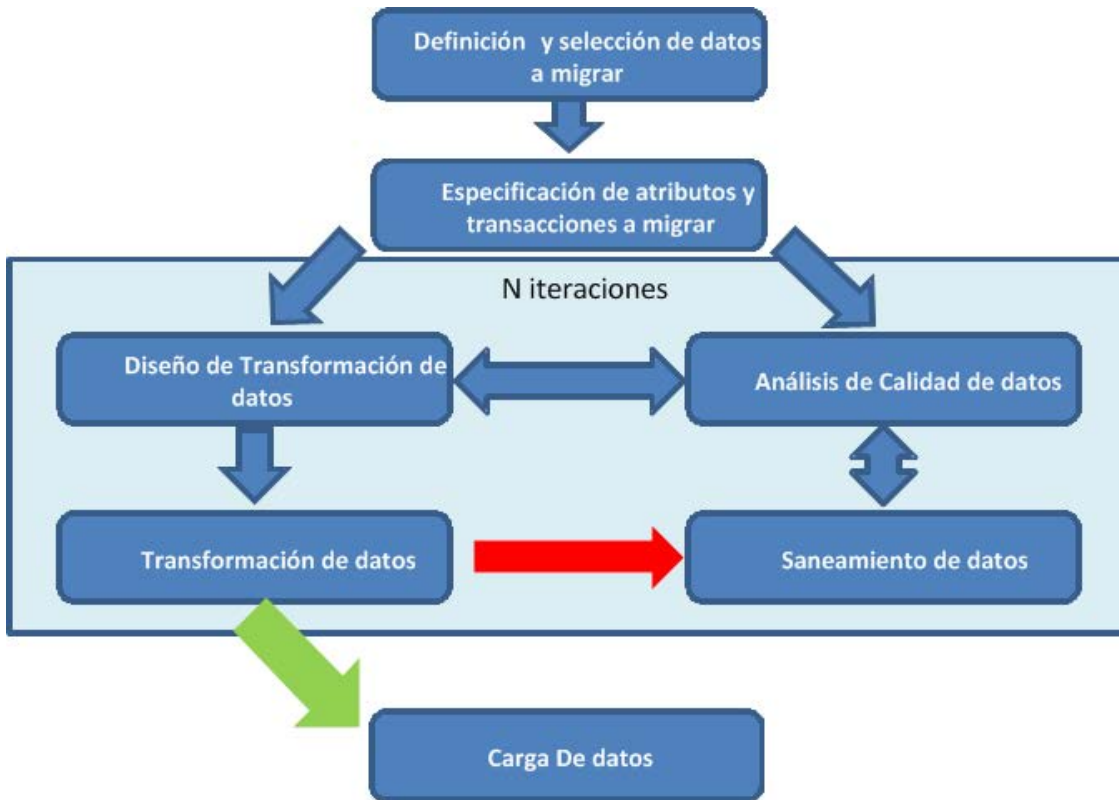 Definición y selección de datos
a migrar
Especificación de atributos y
transacciones a migrar
N iteraciones
Diseño de Transformación de
datos
Análisis de Calidad de datos
Transformación de datos
Saneamiento de datos
Carga De datos